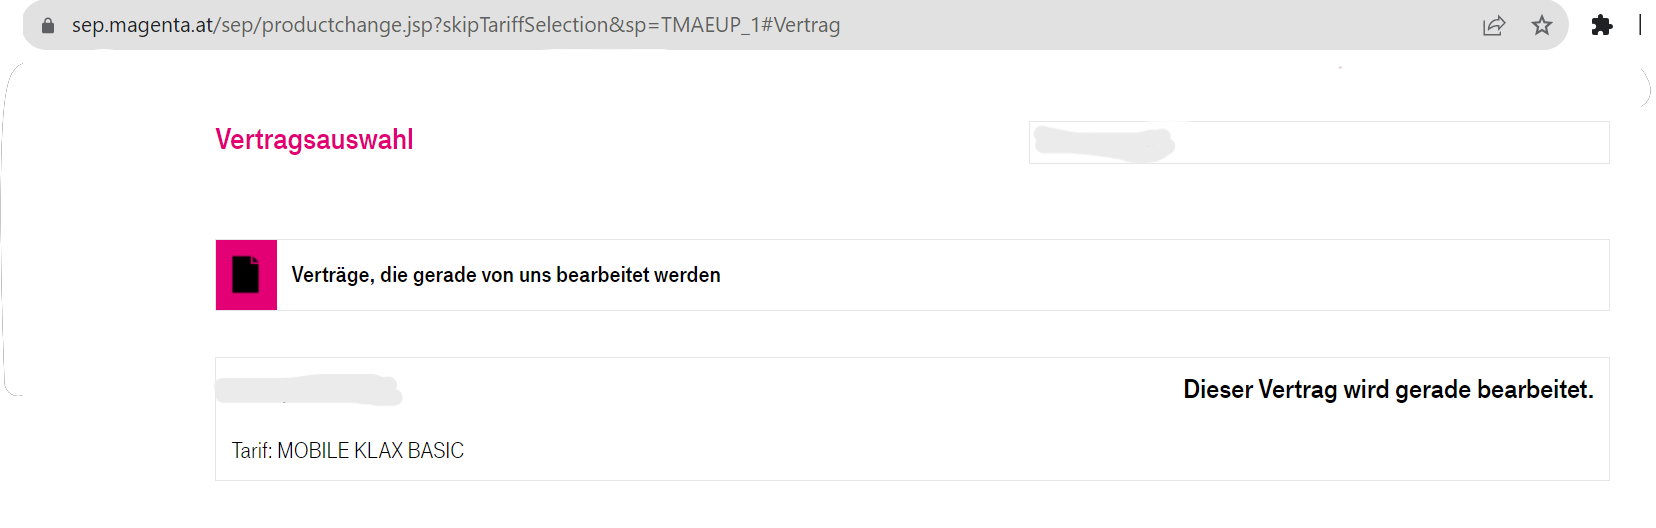 sep.magenta.at/sep/productchange.jsp?skipTariffSelection&sp=TMAEUP_1#Vertrag
Vertragsauswahl
Verträge, die gerade von uns bearbeitet werden
Dieser Vertrag wird gerade bearbeitet.
Tarif: MOBILE KLAX BASIC